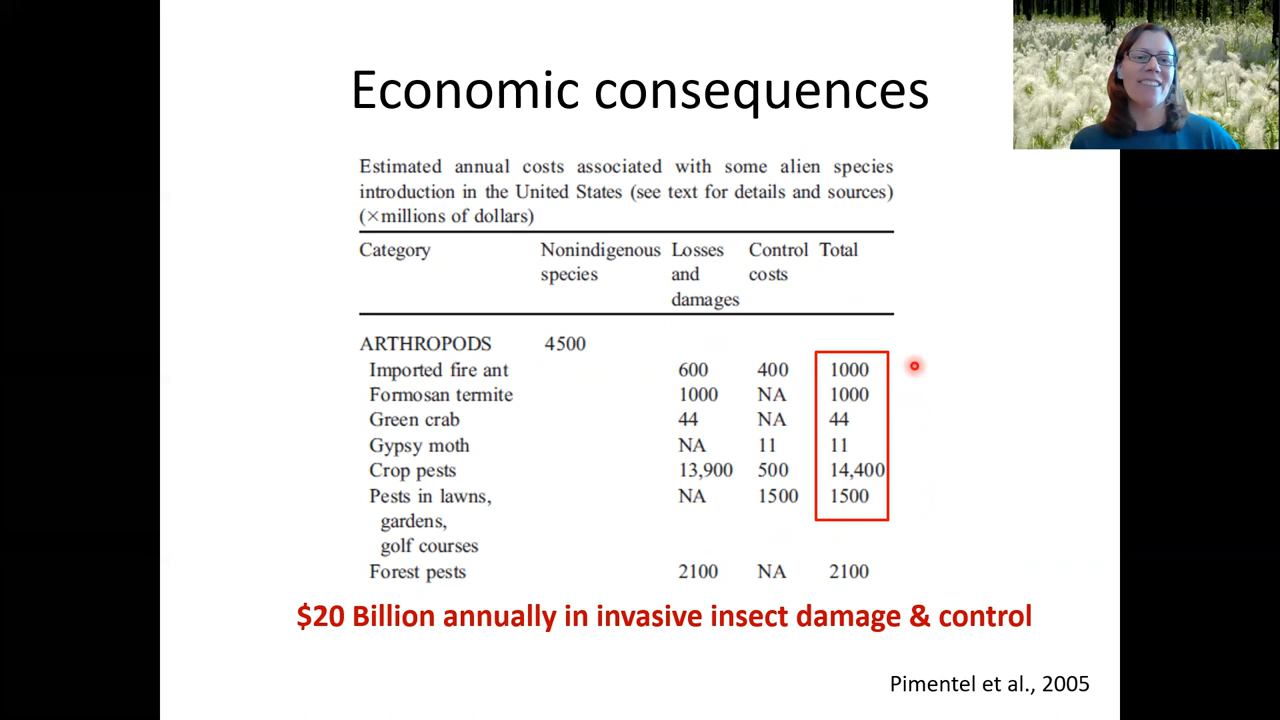 Economic consequences
Estimated annual costs associated with some alien species
introduction in the United States (see text for details and sources)
(×millions of dollars)
Category Nonindigenous Losses Control Total
species and costs
damages
ARTHROPODS 4500
Imported fire ant 600 400 1000
Formosan termite 1000 NA 1000
Green crab 44 NA 44
Gypsy moth NA 11 11
Crop pests 13,900 500 14,400
Pests in lawns, NA 1500 1500
gardens,
golf courses
Forest pests 2100 NA 2100
$20 Billion annually in invasive insect damage & control
Pimentel et al., 2005